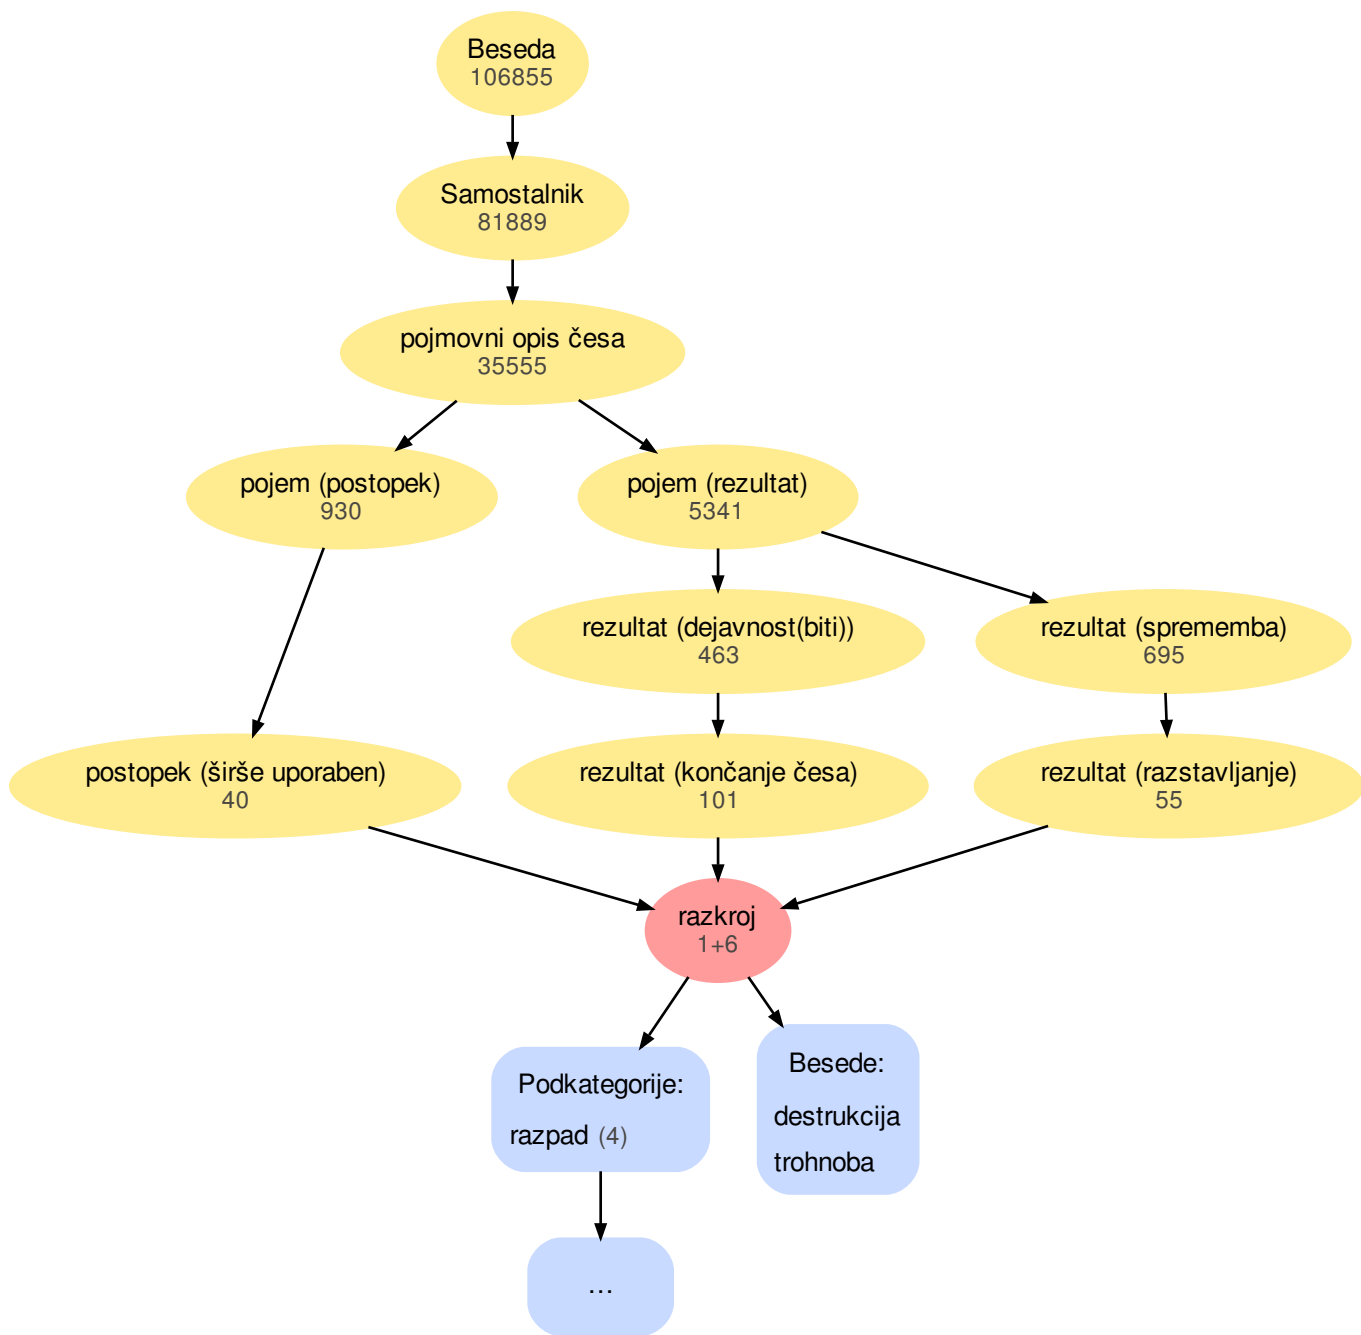 Beseda
106855
Samostalnik
81889
pojmovni opis česa
35555
pojem (postopek)
930
pojem (rezultat)
5341
rezultat (dejavnost(biti))
463
rezultat (sprememba)
695
postopek (širše uporaben)
40
rezultat (končanje česa)
101
rezultat (razstavljanje)
55
razkroj
1+6
Podkategorije:
razpad (4)
Besede:
destrukcija
trohnoba
...